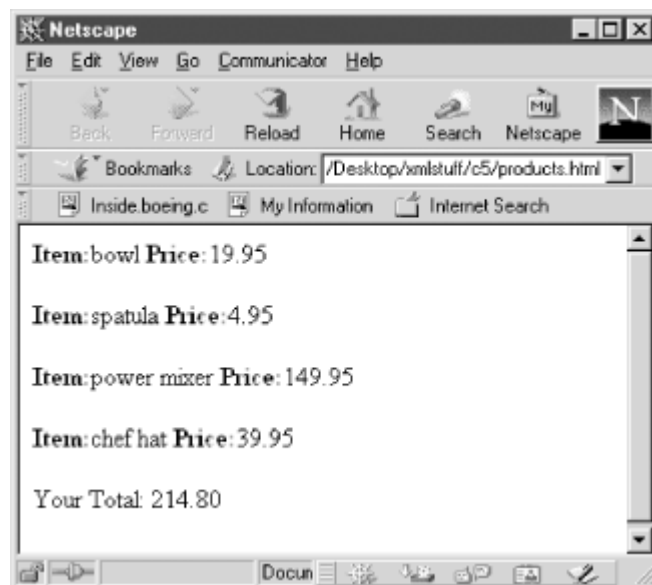 Netscape
File Edit View Go Communicator Help
Back Forward Reload Home Search Netscape
My
N
Bookmarks Location: /Desktop/xmlstuff/c5/products.html
Inside.boeing.c My Information Internet Search
Item:bowl Price:19.95
Item:spatula Price:4.95
Item:power mixer Price:149.95
Item:chef hat Price:39.95
Your Total: 214.80
Docun